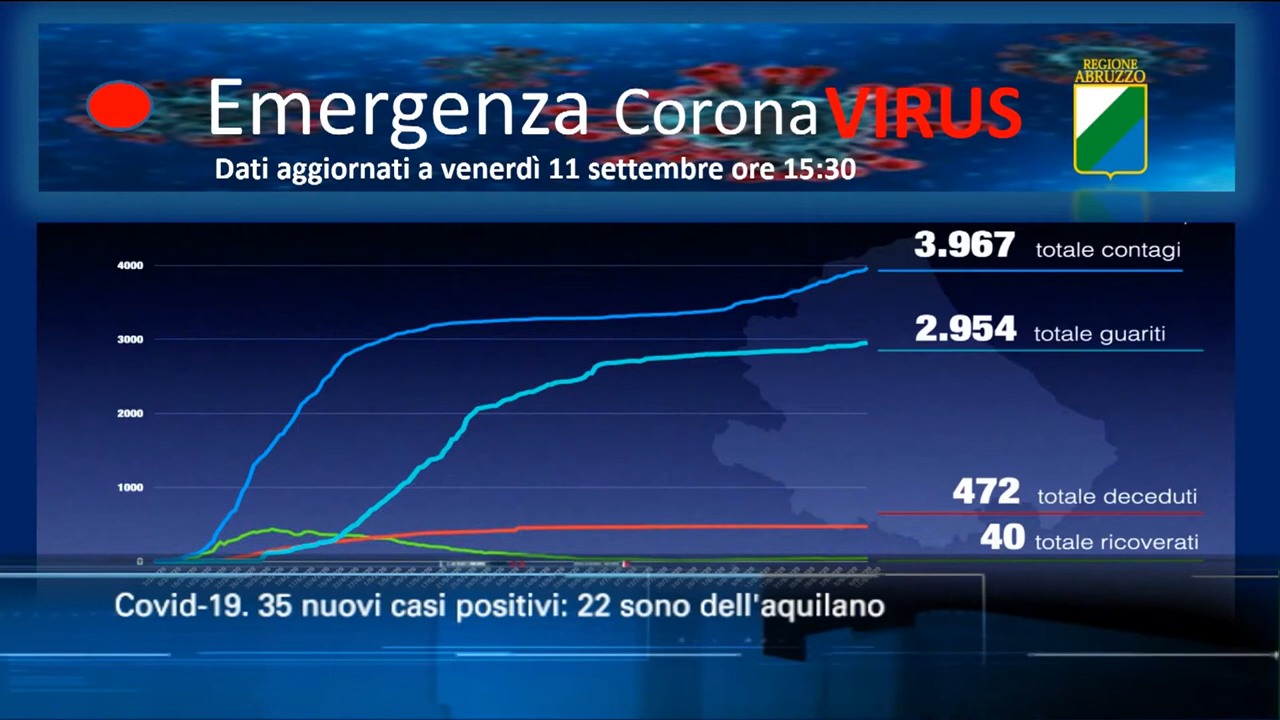 REGIONE
ABRUZZO
Emergenza CoronaVIRUS
Dati aggiornati a venerdì 11 settembre ore 15:30
3.967 totale contagi
4000
2.954 totale guariti
3000
2000
1000
472 totale deceduti
40 totale ricoverati
0
Covid-19. 35 nuovi casi positivi: 22 sono dell'aquilano